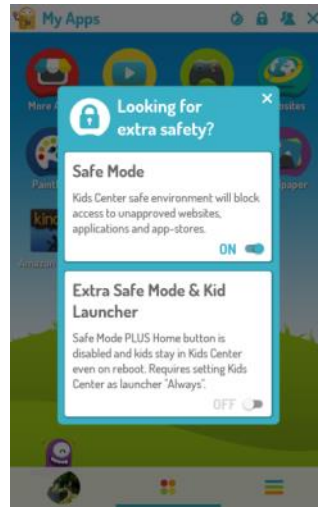 My Apps
Looking for
extra safety?
Safe Mode
Kids Center safe environment will block
access to unapproved websites,
applications and app-stores.
ON
Extra Safe Mode & Kid
Launcher
Safe Mode PLUS Home button is
disabled and kids stay in Kids Center
even on reboot. Requires setting Kids
Center as launcher "Always".
OFF